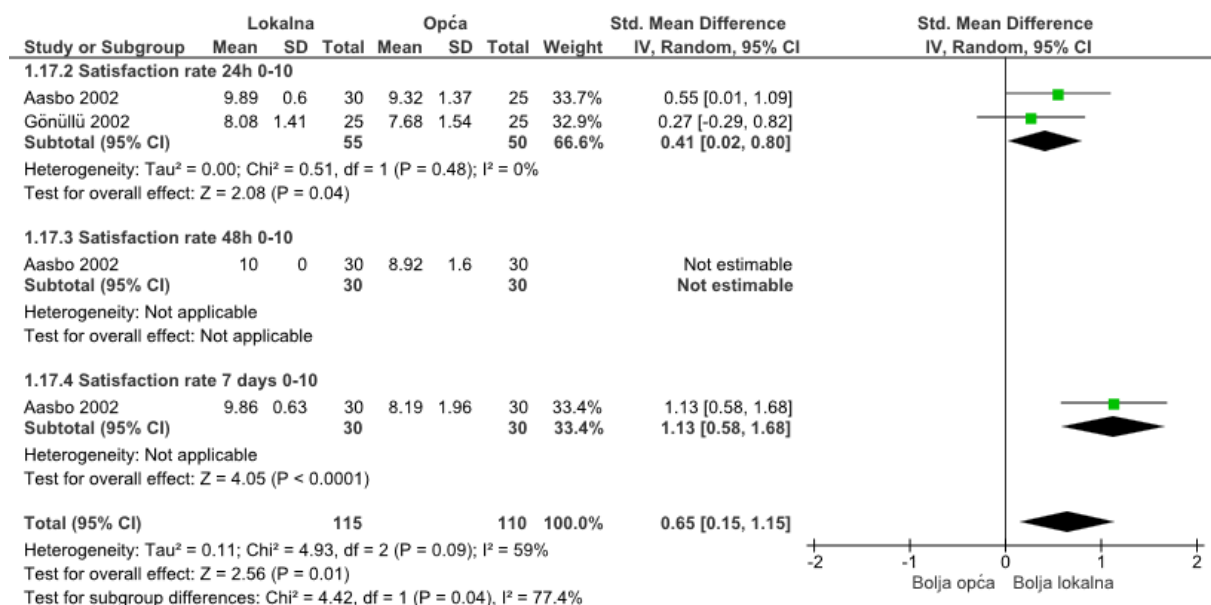 Lokalna Opća Std. Mean Difference Std. Mean Difference
Study or Subgroup Mean SD Total Mean SD Total Weight IV, Random, 95% CI IV, Random, 95% CI
1.17.2 Satisfaction rate 24h 0-10
Aasbo 2002 9.89 0.6 30 9.32 1.37 25 33.7% 0.55 [0.01, 1.09]
Gönüllü 2002 8.08 1.41 25 7.68 1.54 25 32.9% 0.27 [-0.29, 0.82]
Subtotal (95% CI) 55 50 66.6% 0.41 [0.02, 0.80]
Heterogeneity: Tau² = 0.00; Chi² = 0.51, df = 1 (P = 0.48); I² = 0%
Test for overall effect: Z = 2.08 (P = 0.04)
1.17.3 Satisfaction rate 48h 0-10
Aasbo 2002 10 0 30 8.92 1.6 30 Not estimable
Subtotal (95% CI) 30 30 Not estimable
Heterogeneity: Not applicable
Test for overall effect: Not applicable
1.17.4 Satisfaction rate 7 days 0-10
Aasbo 2002 9.86 0.63 30 8.19 1.96 30 33.4% 1.13 [0.58, 1.68]
Subtotal (95% CI) 30 30 33.4% 1.13 [0.58, 1.68]
Heterogeneity: Not applicable
Test for overall effect: Z = 4.05 (P < 0.0001)
Total (95% CI) 115 110 100.0% 0.65 [0.15, 1.15]
Heterogeneity: Tau² = 0.11; Chi² = 4.93, df = 2 (P = 0.09); I² = 59%
Test for overall effect: Z = 2.56 (P = 0.01)
Test for subgroup differences: Chi² = 4.42, df = 1 (P = 0.04), I² = 77.4%
-2 -1 0 1 2
Bolja opća Bolja lokalna